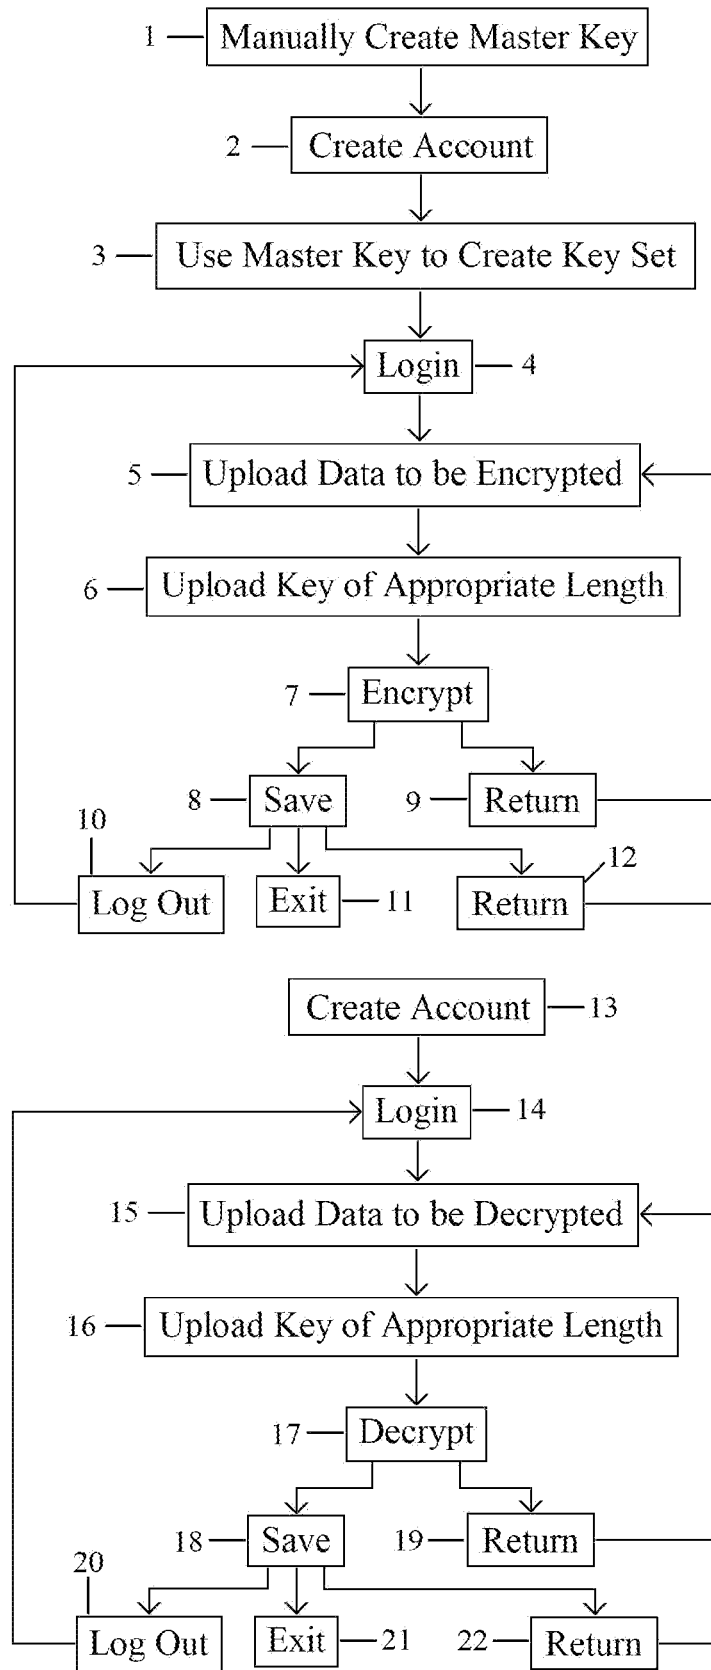 1 Manually Create Master Key
2 Create Account
3 Use Master Key to Create Key Set
Login 4
5 Upload Data to be Encrypted
6 Upload Key of Appropriate Length
7 Encrypt
8 Save 9 Return
10 12
Log Out Exit 11 Return
Create Account 13
Login 14
15 Upload Data to be Decrypted
16 Upload Key of Appropriate Length
17 Decrypt
18 Save 19 Return
20
Log Out Exit 21 22 Return